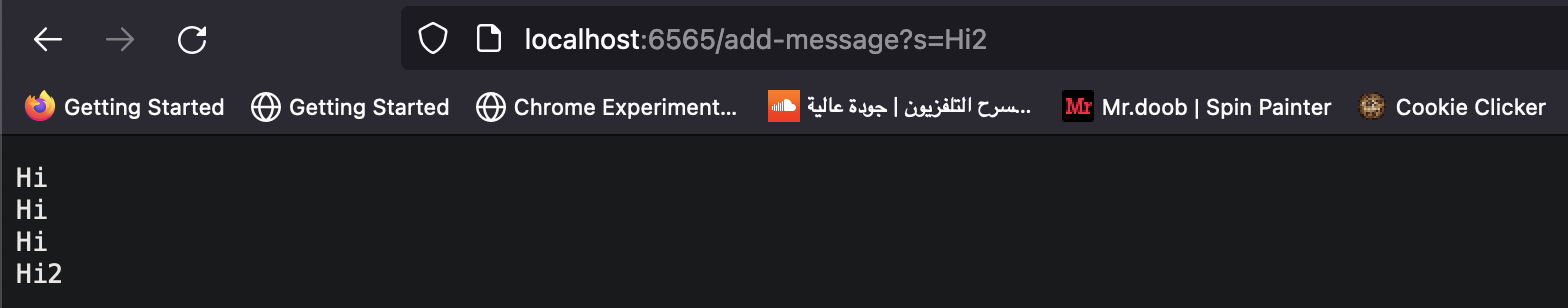 localhost:6565/add-message?s=Hi2
Getting Started Getting Started Chrome Experiment... ...سرح التلفزيون | جودة عالية Mr Mr.doob | Spin Painter Cookie Clicker
Hi
Hi
Hi
Hi2